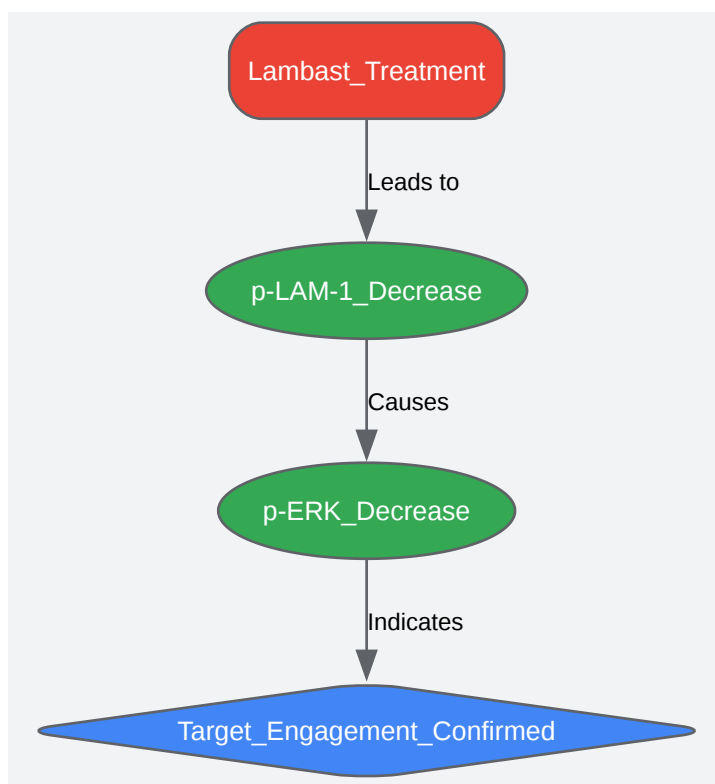 Lambast_Treatment
Leads to
p-LAM-1_Decrease
Causes
p-ERK_Decrease
Indicates
Target_Engagement_Confirmed